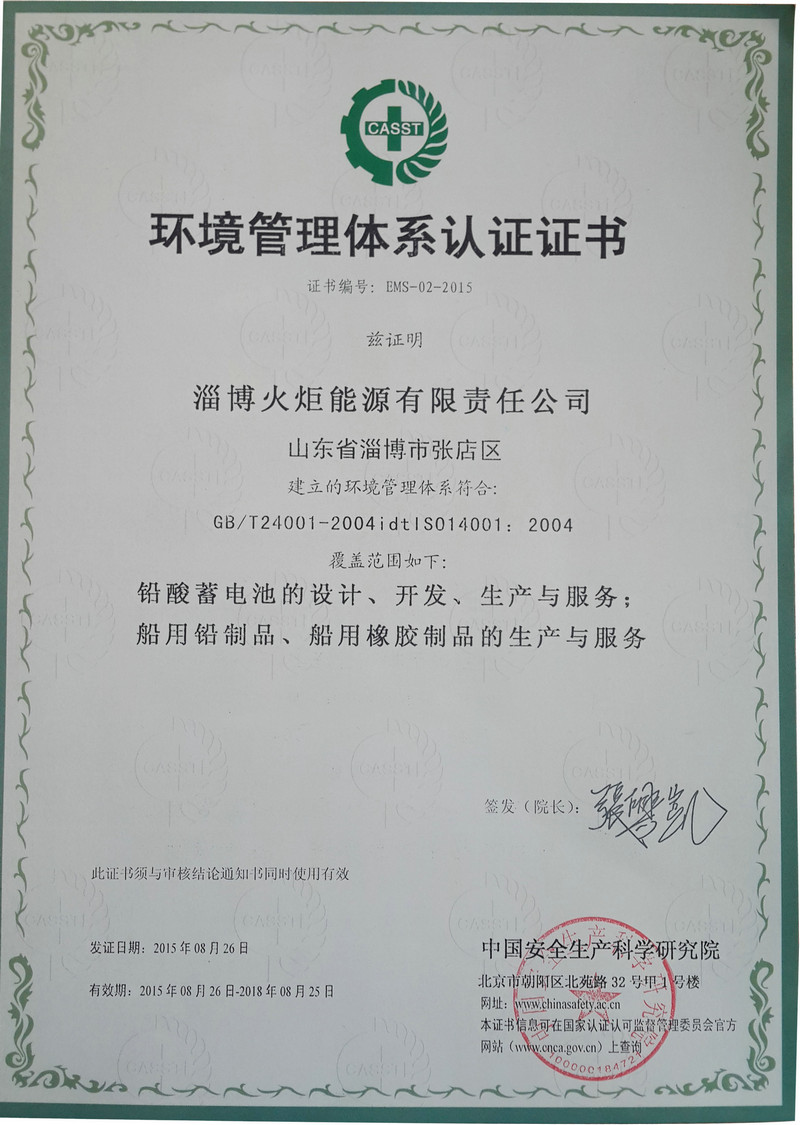 CASST
环境管理体系认证证书
证书编号：EMS-02-2015
兹证明
淄博火炬能源有限责任公司
山东省淄博市张店区
建立的环境管理体系符合:
GB/T24001-2004idtISO14001：2004
覆盖范围如下:
铅酸蓄电池的设计、开发、生产与服务；
船用铅制品、船用橡胶制品的生产与服务
签发（院长）：
此证书须与审核结论通知书同时使用有效
发证日期：2015年08月26日
有效期：2015年08月26日-2018年08月25日
中国安全生产科学研究院
北京市朝阳区北苑路32号甲1号楼
网址：www.chinasafety.ac.cn
本证书信息可在国家认证认可监督管理委员会官方
网站（www.cnca.gov.cn）上查询